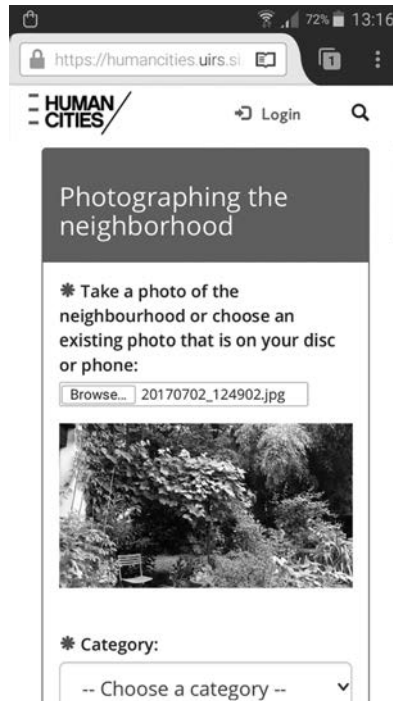 72% 13:16
https://humancities.uirs.si
1
HUMAN
CITIES
Login
Photographing the
neighborhood
✱ Take a photo of the
neighbourhood or choose an
existing photo that is on your disc
or phone:
Browse... 20170702_124902.jpg
✱ Category:
-- Choose a category --